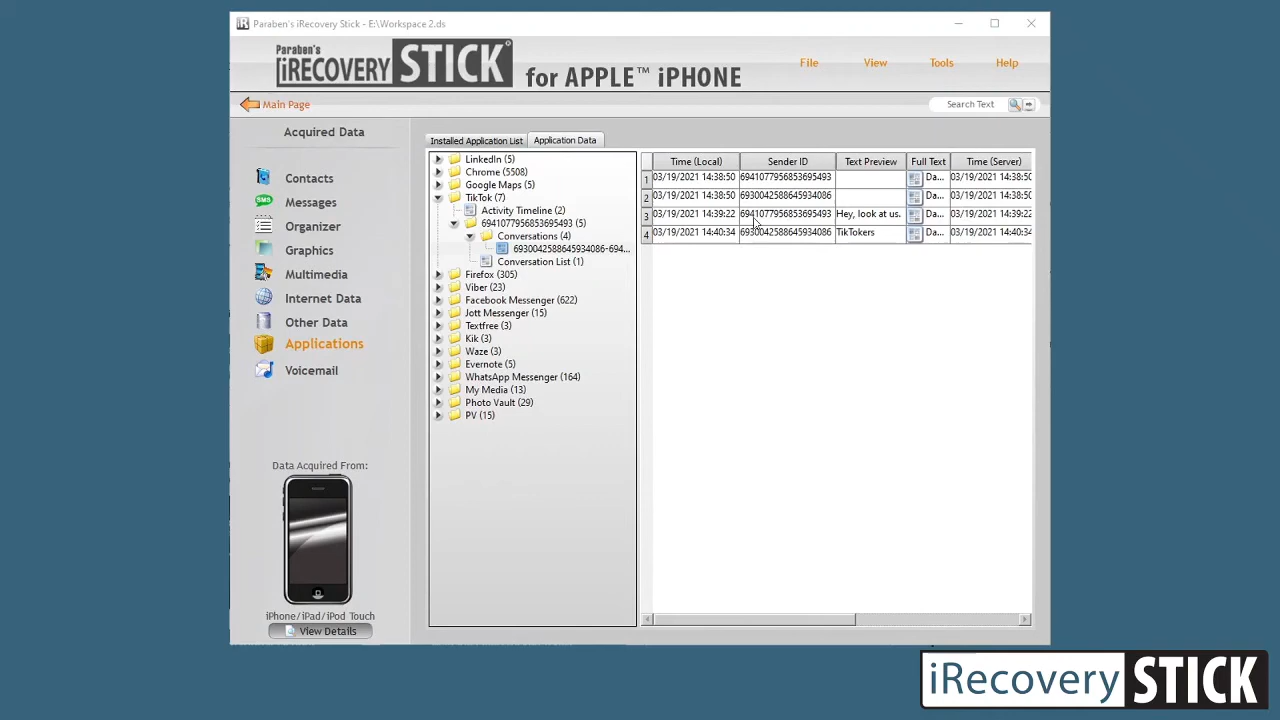 Paraben's iRecovery Stick - E:\Workspace 2.ds
Paraben's
iRECOVERY STICK® for APPLE™ iPHONE
File View Tools Help
Main Page
Search Text
Acquired Data
Contacts
Messages
Organizer
Graphics
Multimedia
Internet Data
Other Data
Applications
Voicemail
Data Acquired From:
iPhone/iPad/iPod Touch
View Details
Installed Application List Application Data
LinkedIn (5)
Chrome (5508)
Google Maps (5)
TikTok (7)
Activity Timeline (2)
6941077956853695493 (5)
Conversations (4)
6930042588645934086-694...
Conversation List (1)
Firefox (305)
Viber (23)
Facebook Messenger (622)
Jott Messenger (15)
Textfree (3)
Kik (3)
Waze (3)
Evernote (5)
WhatsApp Messenger (164)
My Media (13)
Photo Vault (29)
PV (15)
Time (Local) Sender ID Text Preview Full Text Time (Server)
1 03/19/2021 14:38:50 6941077956853695493 Da... 03/19/2021 14:38:50
2 03/19/2021 14:38:50 6930042588645934086 Da... 03/19/2021 14:38:50
3 03/19/2021 14:39:22 6941077956853695493 Hey, look at us. Da... 03/19/2021 14:39:22
4 03/19/2021 14:40:34 6930042588645934086 TikTokers Da... 03/19/2021 14:40:34
iRecovery STICK